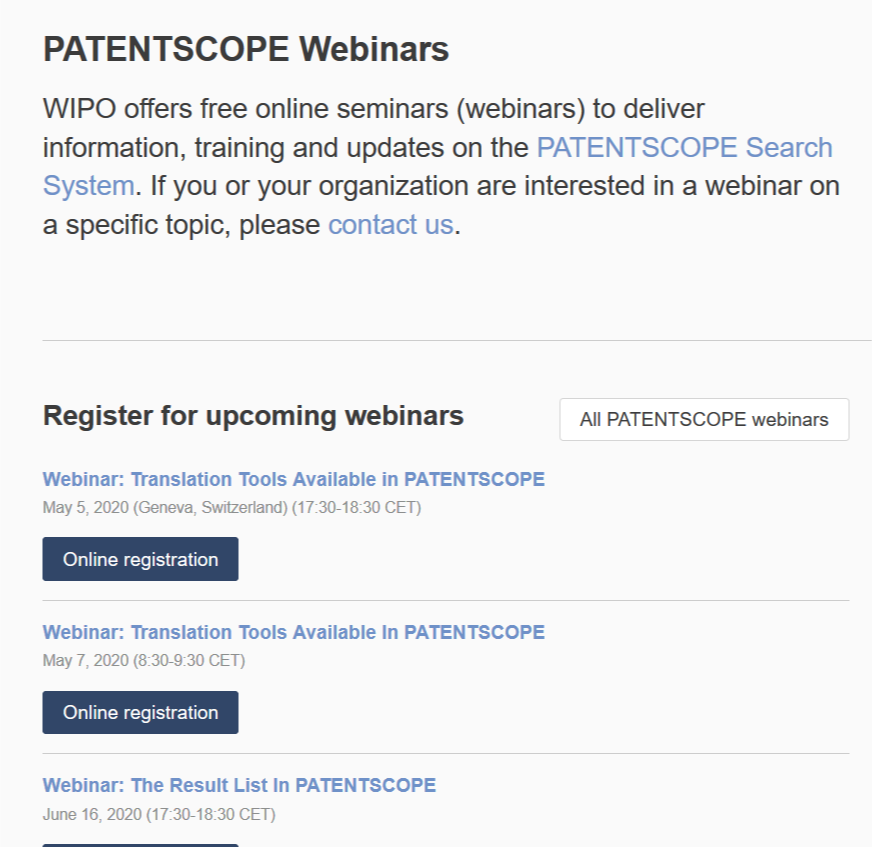 PATENTSCOPE Webinars
WIPO offers free online seminars (webinars) to deliver
information, training and updates on the PATENTSCOPE Search
System. If you or your organization are interested in a webinar on
a specific topic, please contact us.
Register for upcoming webinars
All PATENTSCOPE webinars
Webinar: Translation Tools Available in PATENTSCOPE
May 5, 2020 (Geneva, Switzerland) (17:30-18:30 CET)
Online registration
Webinar: Translation Tools Available In PATENTSCOPE
May 7, 2020 (8:30-9:30 CET)
Online registration
Webinar: The Result List In PATENTSCOPE
June 16, 2020 (17:30-18:30 CET)